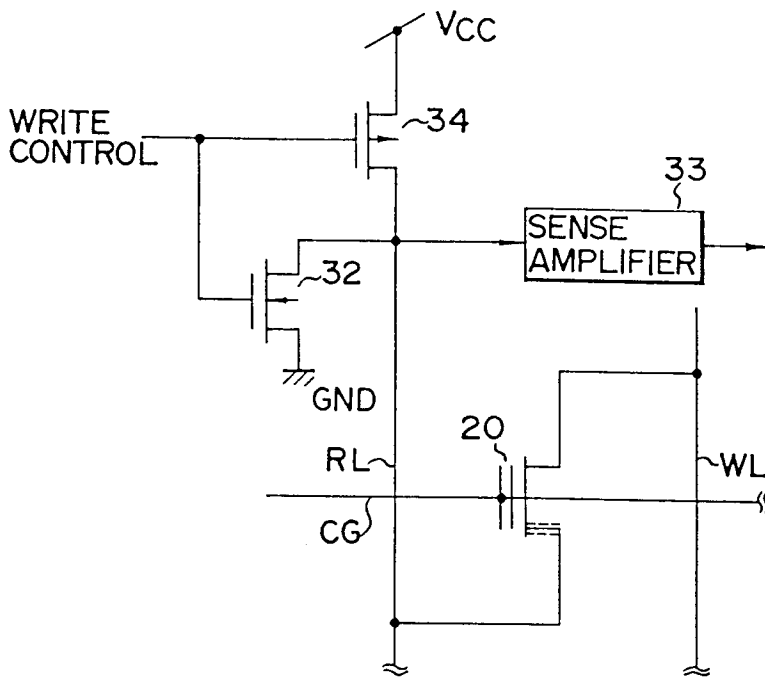 VCC
34
WRITE
CONTROL
33
SENSE
AMPLIFIER
32
GND
20
RL
WL
CG